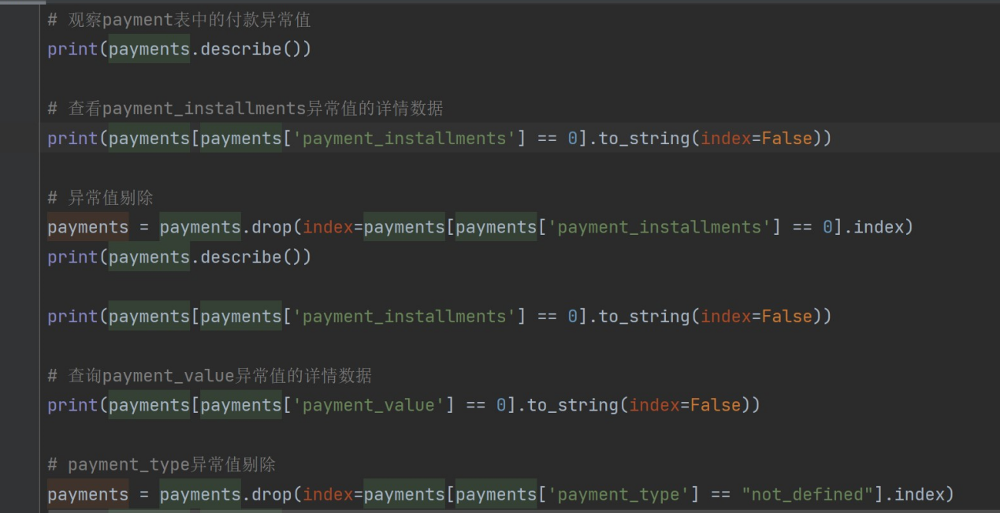 # 观察payment表中的付款异常值
print(payments.describe())
# 查看payment_installments异常值的详情数据
print(payments[payments['payment_installments'] == 0].to_string(index=False))
# 异常值剔除
payments = payments.drop(index=payments[payments['payment_installments'] == 0].index)
print(payments.describe())
print(payments[payments['payment_installments'] == 0].to_string(index=False))
# 查询payment_value异常值的详情数据
print(payments[payments['payment_value'] == 0].to_string(index=False))
# payment_type异常值剔除
payments = payments.drop(index=payments[payments['payment_type'] == "not_defined"].index)